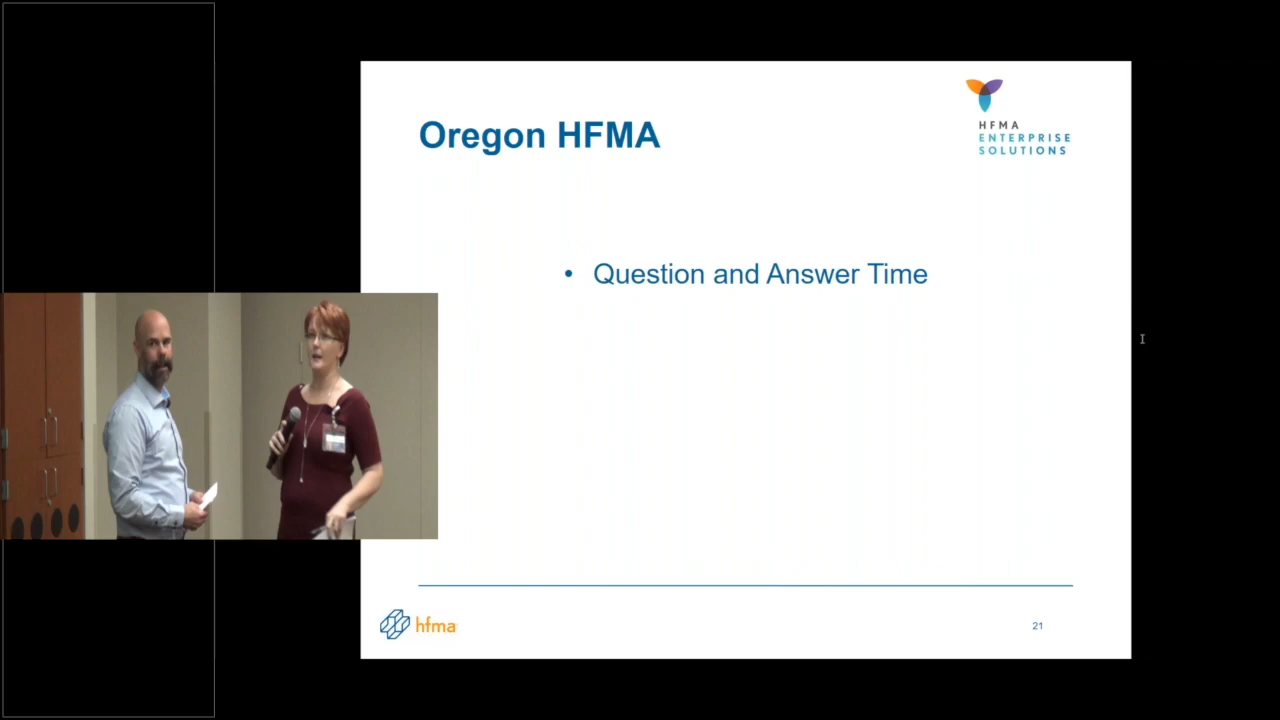 Oregon HFMA
HFMA
ENTERPRISE
SOLUTIONS
• Question and Answer Time
hfma
21